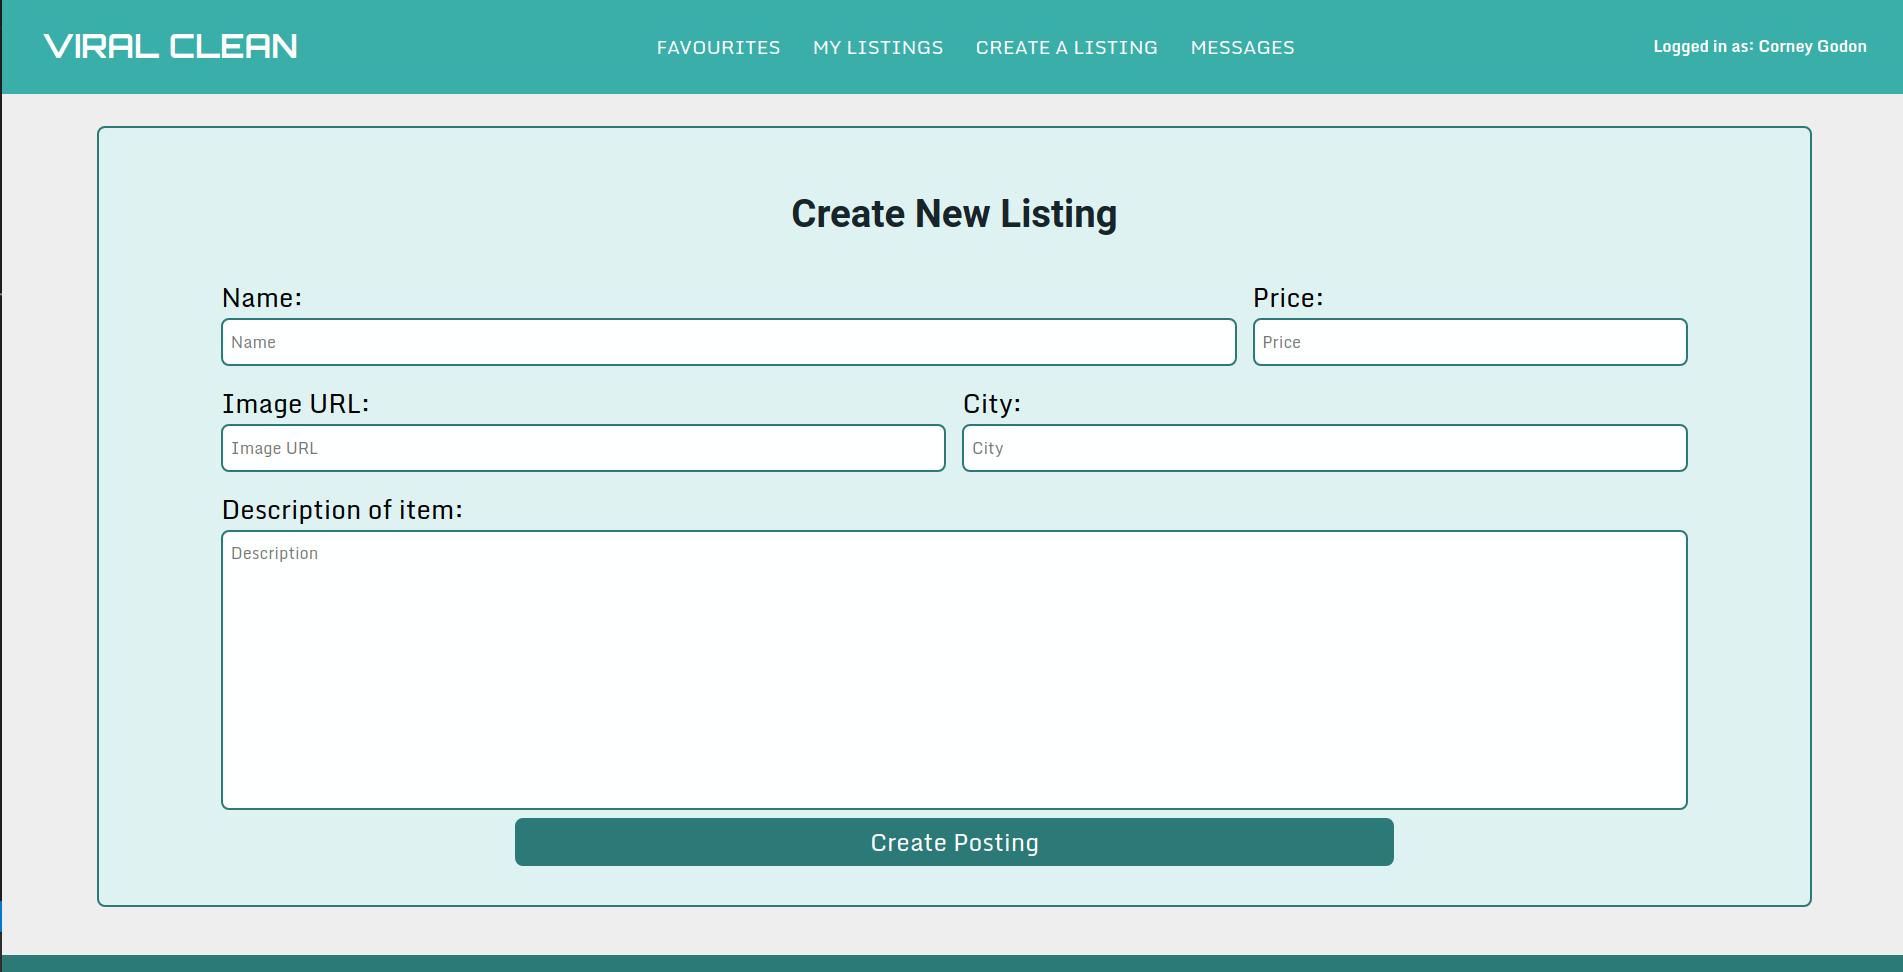 VIRAL CLEAN
FAVOURITES MY LISTINGS CREATE A LISTING MESSAGES
Logged in as: Corney Godon
Create New Listing
Name: Price:
Name Price
Image URL: City:
Image URL City
Description of item:
Description
Create Posting